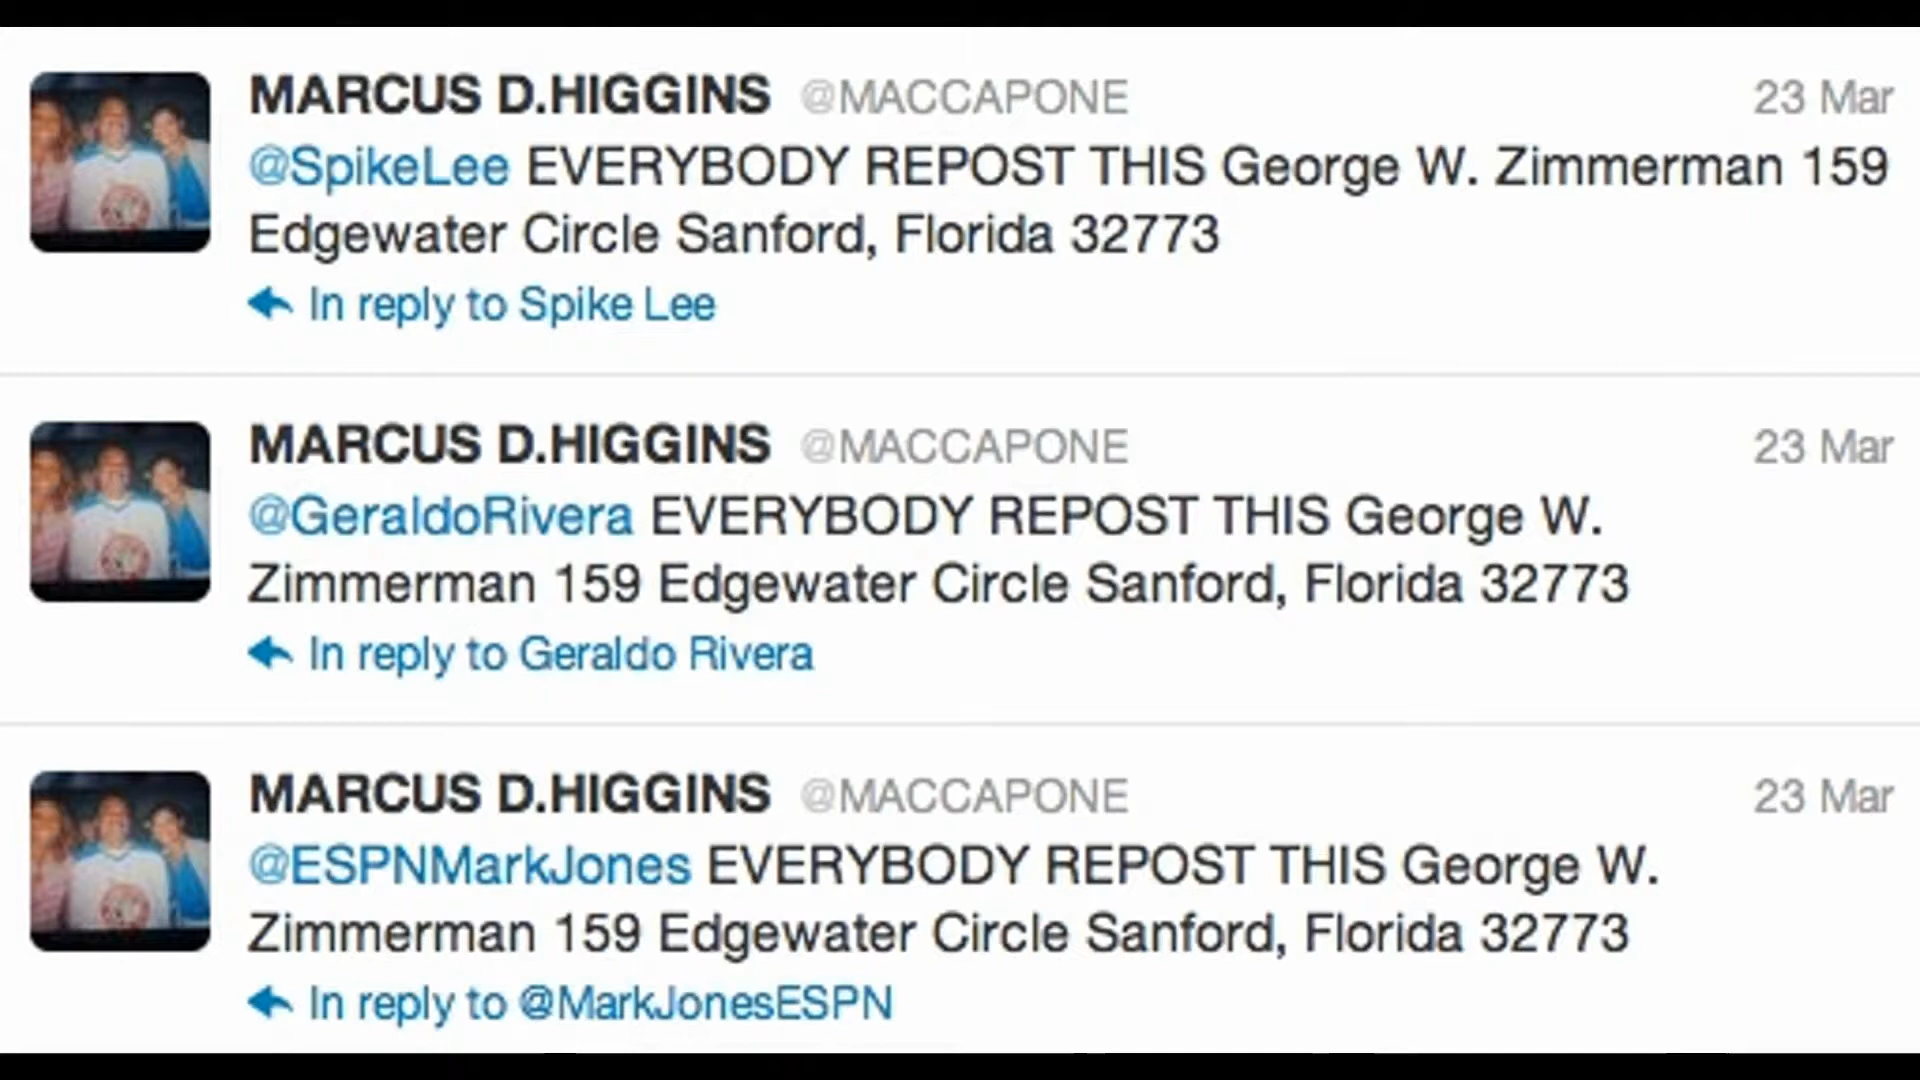 MARCUS D.HIGGINS @MACCAPONE 23 Mar
@SpikeLee EVERYBODY REPOST THIS George W. Zimmerman 159
Edgewater Circle Sanford, Florida 32773
In reply to Spike Lee
MARCUS D.HIGGINS @MACCAPONE 23 Mar
@GeraldoRivera EVERYBODY REPOST THIS George W.
Zimmerman 159 Edgewater Circle Sanford, Florida 32773
In reply to Geraldo Rivera
MARCUS D.HIGGINS @MACCAPONE 23 Mar
@ESPNMarkJones EVERYBODY REPOST THIS George W.
Zimmerman 159 Edgewater Circle Sanford, Florida 32773
In reply to @MarkJonesESPN